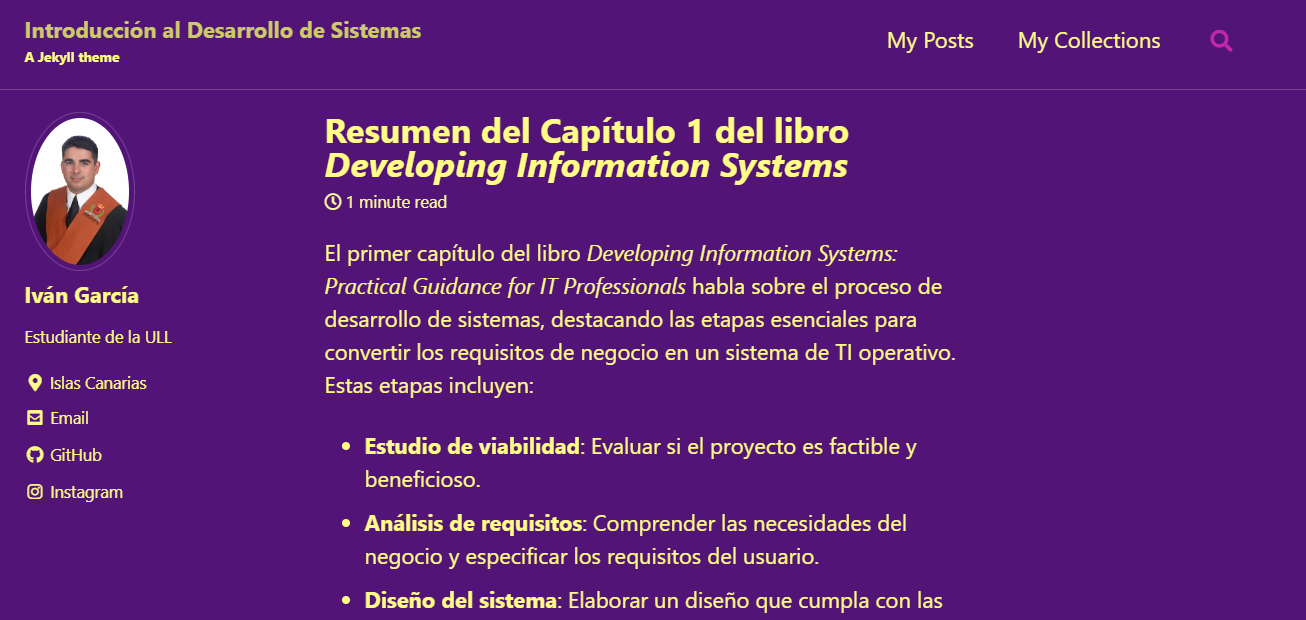 Introducción al Desarrollo de Sistemas
A Jekyll theme
My Posts
My Collections
Iván García
Estudiante de la ULL
Islas Canarias
Email
GitHub
Instagram
Resumen del Capítulo 1 del libro
Developing Information Systems
1 minute read
El primer capítulo del libro Developing Information Systems:
Practical Guidance for IT Professionals habla sobre el proceso de
desarrollo de sistemas, destacando las etapas esenciales para
convertir los requisitos de negocio en un sistema de TI operativo.
Estas etapas incluyen:
• Estudio de viabilidad: Evaluar si el proyecto es factible y
beneficioso.
• Análisis de requisitos: Comprender las necesidades del
negocio y especificar los requisitos del usuario.
• Diseño del sistema: Elaborar un diseño que cumpla con las